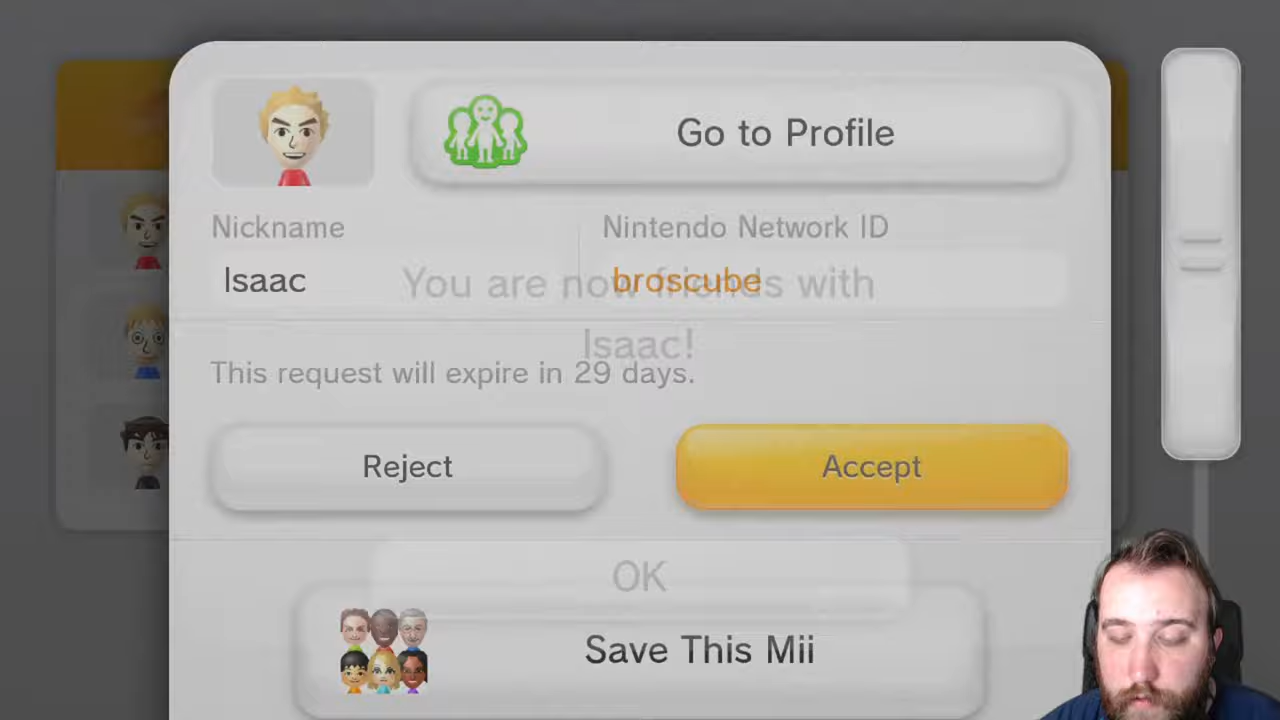 Go to Profile
Nickname
Nintendo Network ID
Isaac
broscube
You are now friends with
Isaac!
This request will expire in 29 days.
Reject
Accept
OK
Save This Mii